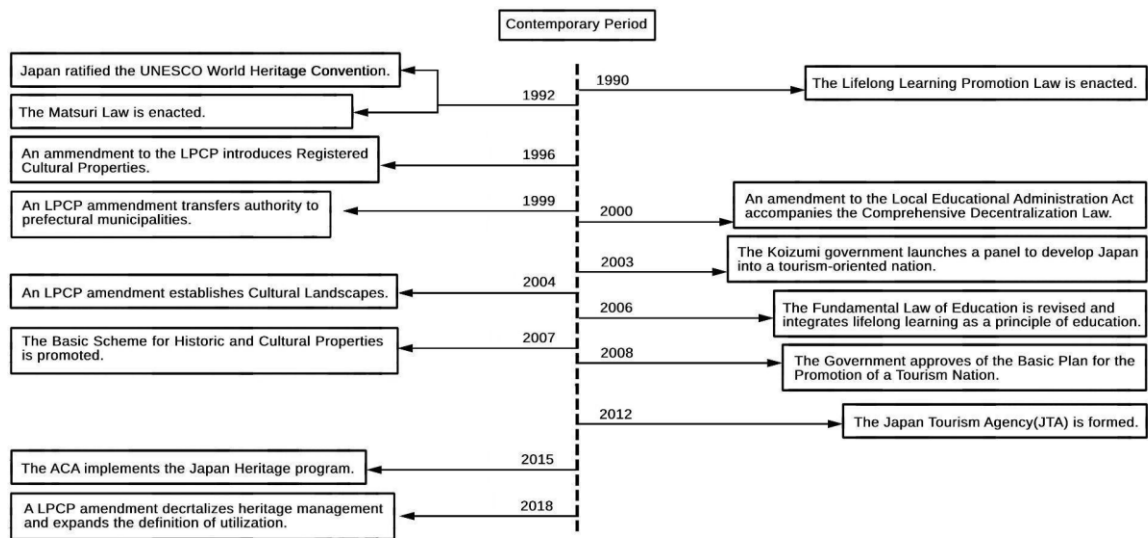 Contemporary Period
Japan ratified the UNESCO World Heritage Convention.
1990
The Lifelong Learning Promotion Law is enacted.
1992
The Matsuri Law is enacted.
An ammendment to the LPCP introduces Registered
Cultural Properties.
1996
An LPCP ammendment transfers authority to
prefectural municipalities.
1999
2000
An amendment to the Local Educational Administration Act
accompanies the Comprehensive Decentralization Law.
2003
The Koizumi government launches a panel to develop Japan
into a tourism-oriented nation.
An LPCP amendment establishes Cultural Landscapes.
2004
2006
The Fundamental Law of Education is revised and
integrates lifelong learning as a principle of education.
The Basic Scheme for Historic and Cultural Properties
is promoted.
2007
2008
The Government approves of the Basic Plan for the
Promotion of a Tourism Nation.
2012
The Japan Tourism Agency(JTA) is formed.
The ACA implements the Japan Heritage program.
2015
A LPCP amendment decrtalizes heritage management
and expands the definition of utilization.
2018